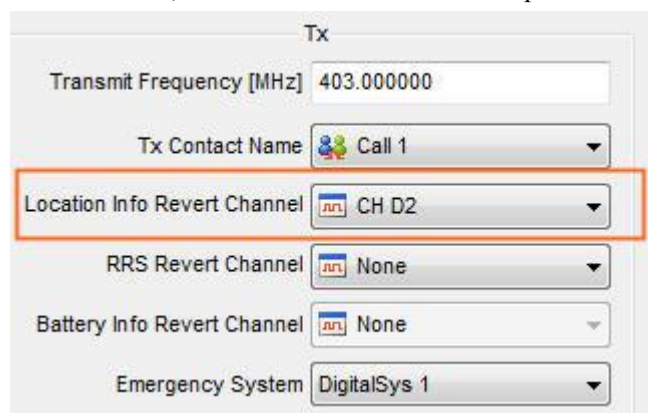 Tx
Transmit Frequency [MHz] 403.000000
Tx Contact Name Call 1
Location Info Revert Channel CH D2
RRS Revert Channel None
Battery Info Revert Channel None
Emergency System DigitalSys 1